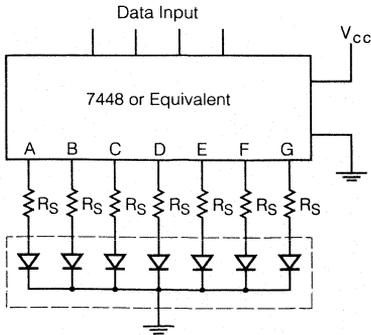 Data Input
VCC
7448 or Equivalent
A B C D E F G
RS RS RS RS RS RS RS